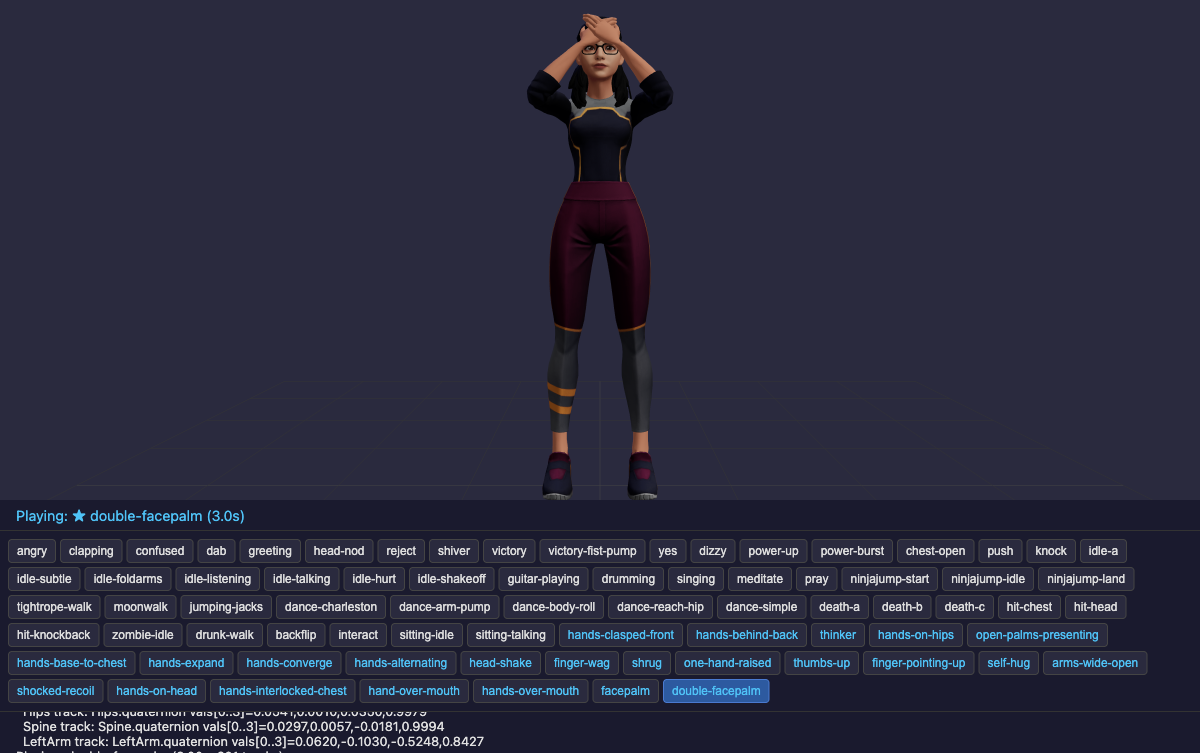 Playing: ★ double-facepalm (3.0s)
angry clapping confused dab greeting head-nod reject shiver victory victory-fist-pump yes dizzy power-up power-burst chest-open push knock idle-a
idle-subtle idle-foldarms idle-listening idle-talking idle-hurt idle-shakeoff guitar-playing drumming singing meditate pray ninjajump-start ninjajump-idle ninjajump-land
tightrope-walk moonwalk jumping-jacks dance-charleston dance-arm-pump dance-body-roll dance-reach-hip dance-simple death-a death-b death-c hit-chest hit-head
hit-knockback zombie-idle drunk-walk backflip interact sitting-idle sitting-talking hands-clasped-front hands-behind-back thinker hands-on-hips open-palms-presenting
hands-base-to-chest hands-expand hands-converge hands-alternating head-shake finger-wag shrug one-hand-raised thumbs-up finger-pointing-up self-hug arms-wide-open
shocked-recoil hands-on-head hands-interlocked-chest hand-over-mouth hands-over-mouth facepalm double-facepalm
Hips track: Hips.quaternion
Spine track: Spine.quaternion vals[0..3]=0.0297,0.0057,-0.0181,0.9994
LeftArm track: LeftArm.quaternion vals[0..3]=0.0620,-0.1030,-0.5248,0.8427